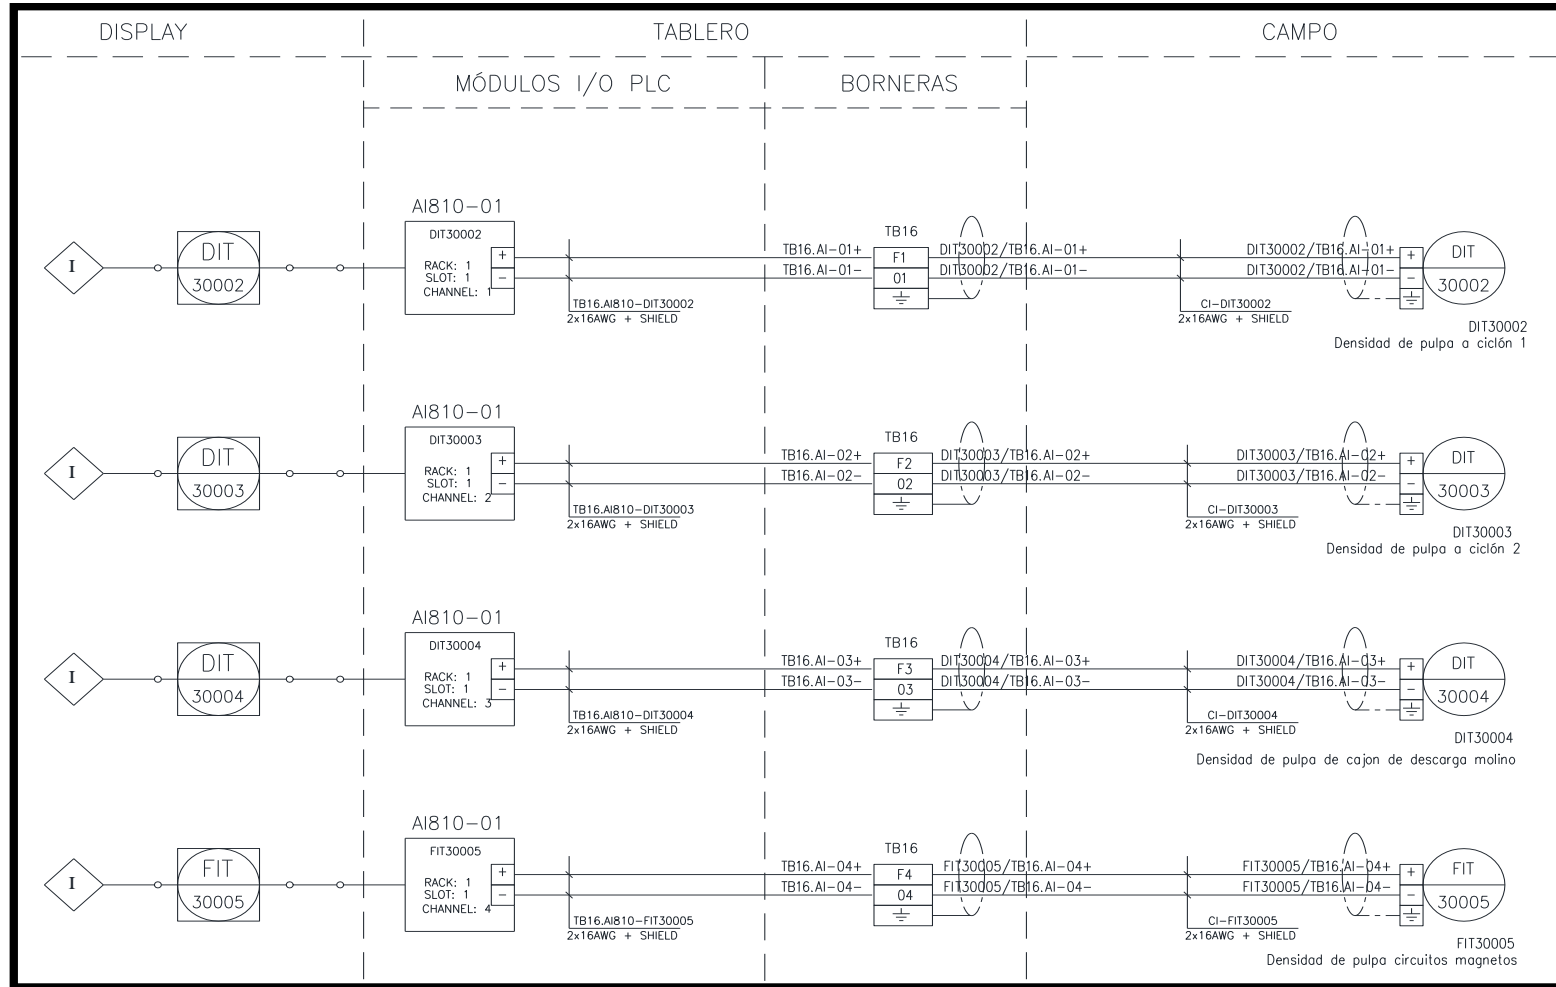 DISPLAY
TABLERO
CAMPO
MÓDULOS I/O PLC
BORNERAS
AI810-01
DIT30002
RACK: 1
SLOT: 1
CHANNEL: 1
+
-
I
DIT
30002
TB16.AI810-DIT30002
2x16AWG + SHIELD
TB16.AI-01+
TB16.AI-01-
TB16
F1
01
DIT30002/TB16.AI-01+
DIT30002/TB16.AI-01-
CI-DIT30002
2x16AWG + SHIELD
DIT30002/TB16.AI-01+
DIT30002/TB16.AI-01-
+
-
DIT
30002
DIT30002
Densidad de pulpa a ciclón 1
AI810-01
DIT30003
RACK: 1
SLOT: 1
CHANNEL: 2
+
-
I
DIT
30003
TB16.AI810-DIT30003
2x16AWG + SHIELD
TB16.AI-02+
TB16.AI-02-
TB16
F2
02
DIT30003/TB16.AI-02+
DIT30003/TB16.AI-02-
CI-DIT30003
2x16AWG + SHIELD
DIT30003/TB16.AI-02+
DIT30003/TB16.AI-02-
+
-
DIT
30003
DIT30003
Densidad de pulpa a ciclón 2
AI810-01
DIT30004
RACK: 1
SLOT: 1
CHANNEL: 3
+
-
I
DIT
30004
TB16.AI810-DIT30004
2x16AWG + SHIELD
TB16.AI-03+
TB16.AI-03-
TB16
F3
03
DIT30004/TB16.AI-03+
DIT30004/TB16.AI-03-
CI-DIT30004
2x16AWG + SHIELD
DIT30004/TB16.AI-03+
DIT30004/TB16.AI-03-
+
-
DIT
30004
DIT30004
Densidad de pulpa de cajon de descarga molino
AI810-01
FIT30005
RACK: 1
SLOT: 1
CHANNEL: 4
+
-
I
FIT
30005
TB16.AI810-FIT30005
2x16AWG + SHIELD
TB16.AI-04+
TB16.AI-04-
TB16
F4
04
FIT30005/TB16.AI-04+
FIT30005/TB16.AI-04-
CI-FIT30005
2x16AWG + SHIELD
FIT30005/TB16.AI-04+
FIT30005/TB16.AI-04-
+
-
FIT
30005
FIT30005
Densidad de pulpa circuitos magnetos